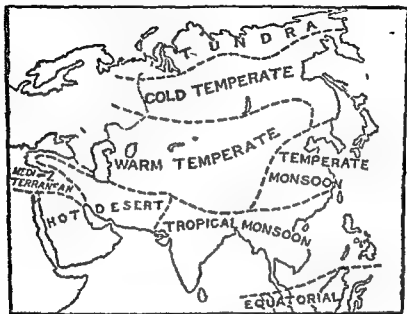 TUNDRA
COLD TEMPERATE
WARM TEMPERATE
TEMPERATE
MONSOON
MEDI-
TERRANEAN
HOT DESERT
TROPICAL MONSOON
EQUATORIAL